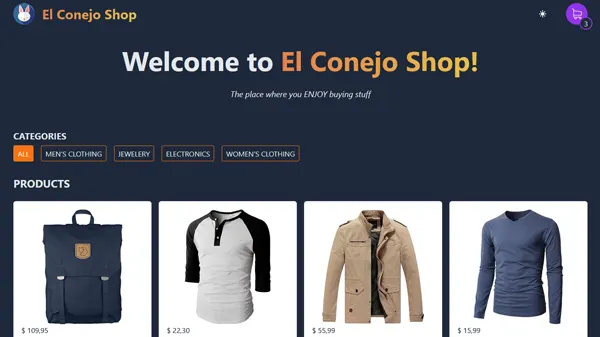 El Conejo Shop
3
Welcome to El Conejo Shop!
The place where you ENJOY buying stuff
CATEGORIES
ALL MEN'S CLOTHING JEWELERY ELECTRONICS WOMEN'S CLOTHING
PRODUCTS
$ 109,95 $ 22,30 $ 55,99 $ 15,99